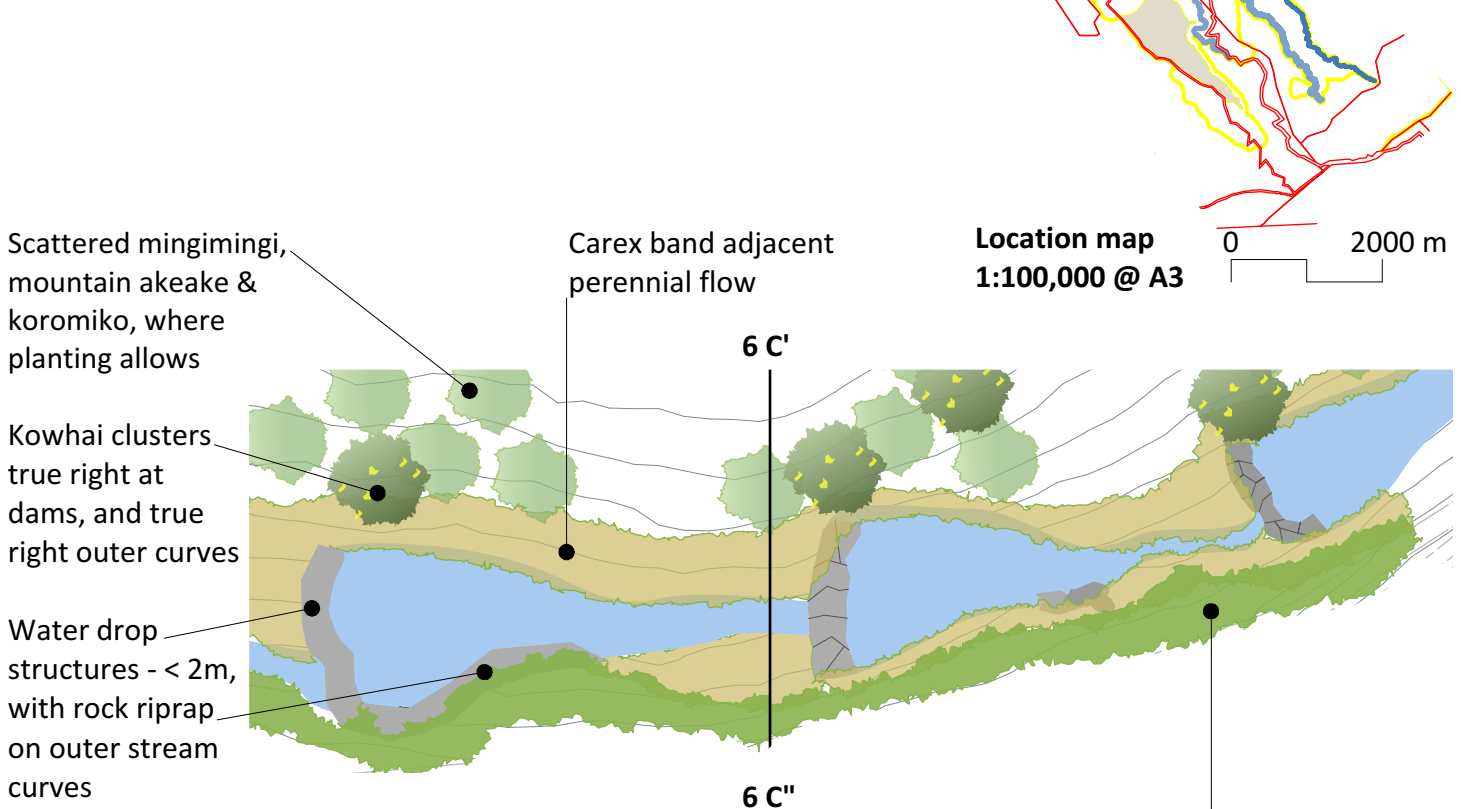 Scattered mingimingi,
mountain akeake &
koromiko, where
planting allows
Kowhai clusters
true right at
dams, and true
right outer curves
Water drop
structures - < 2m,
with rock riprap
on outer stream
curves
Carex band adjacent
perennial flow
Location map
1:100,000 @ A3
0 2000 m
6 C'
6 C"